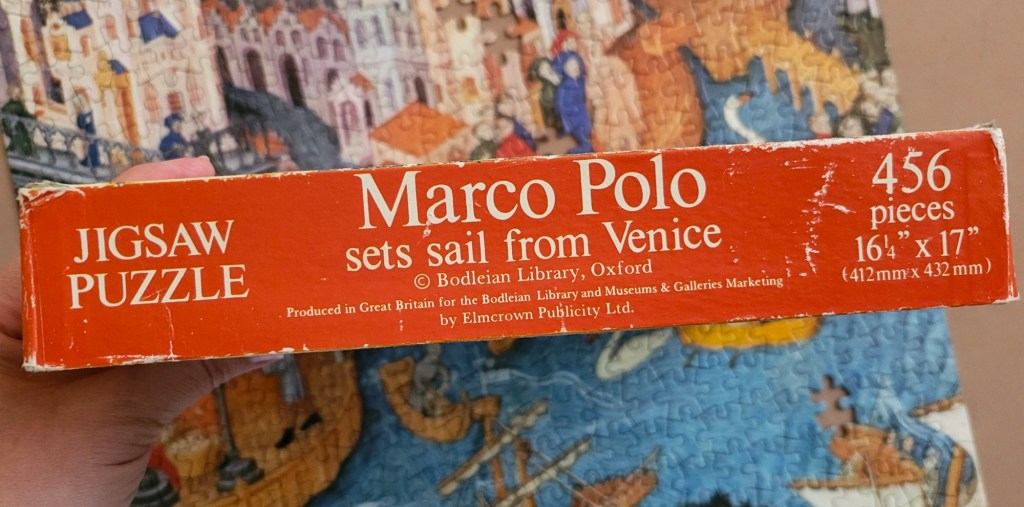 JIGSAW
PUZZLE
Marco Polo
sets sail from Venice
© Bodleian Library, Oxford
Produced in Great Britain for the Bodleian Library and Museums & Galleries Marketing
by Elmcrown Publicity Ltd.
456
pieces
16¼” x 17”
(412mm x 432mm)